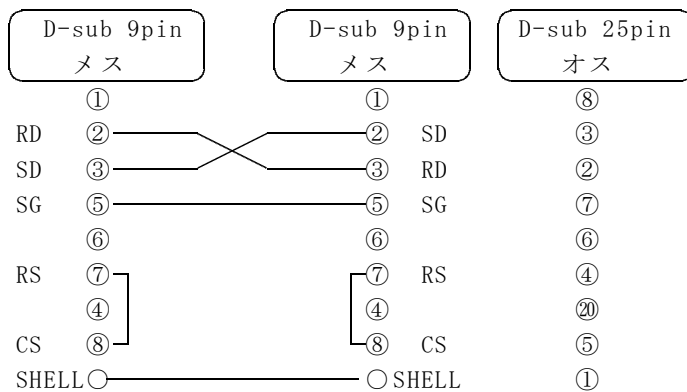 D-sub 9pin D-sub 9pin D-sub 25pin
メス メス オス
① ① ⑧
RD ② ② SD ③
SD ③ ③ RD ②
SG ⑤ ⑤ SG ⑦
⑥ ⑥ ⑥
RS ⑦ ⑦ RS ④
④ ④ ⑳
CS ⑧ ⑧ CS ⑤
SHELL○ ○SHELL ①